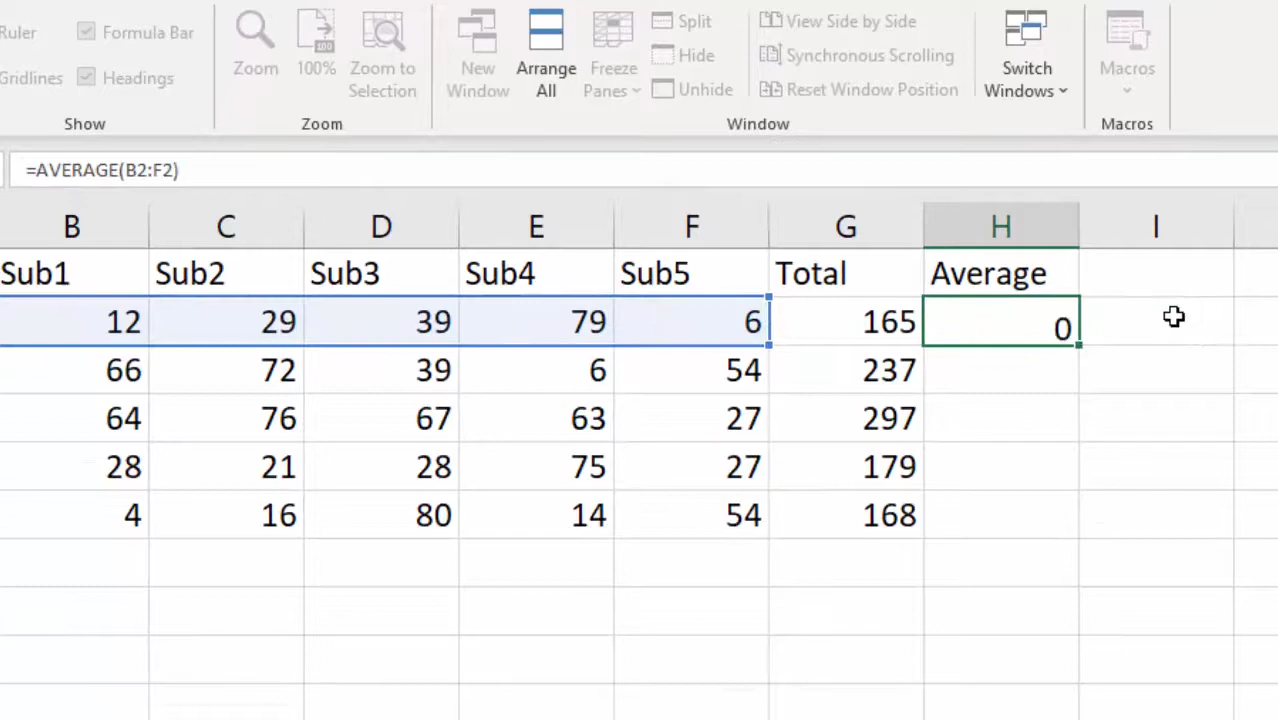 Ruler
Formula Bar
Gridlines
Headings
Show
Zoom
100
100%
Zoom to
Selection
Zoom
New
Window
Arrange
All
Freeze
Panes
Split
Hide
Unhide
View Side by Side
Synchronous Scrolling
Reset Window Position
Switch
Windows
Window
Macros
Macros
=AVERAGE(B2:F2)
B C D E F G H I
Sub1 Sub2 Sub3 Sub4 Sub5 Total Average
12 29 39 79 6 165 0
66 72 39 6 54 237
64 76 67 63 27 297
28 21 28 75 27 179
4 16 80 14 54 168